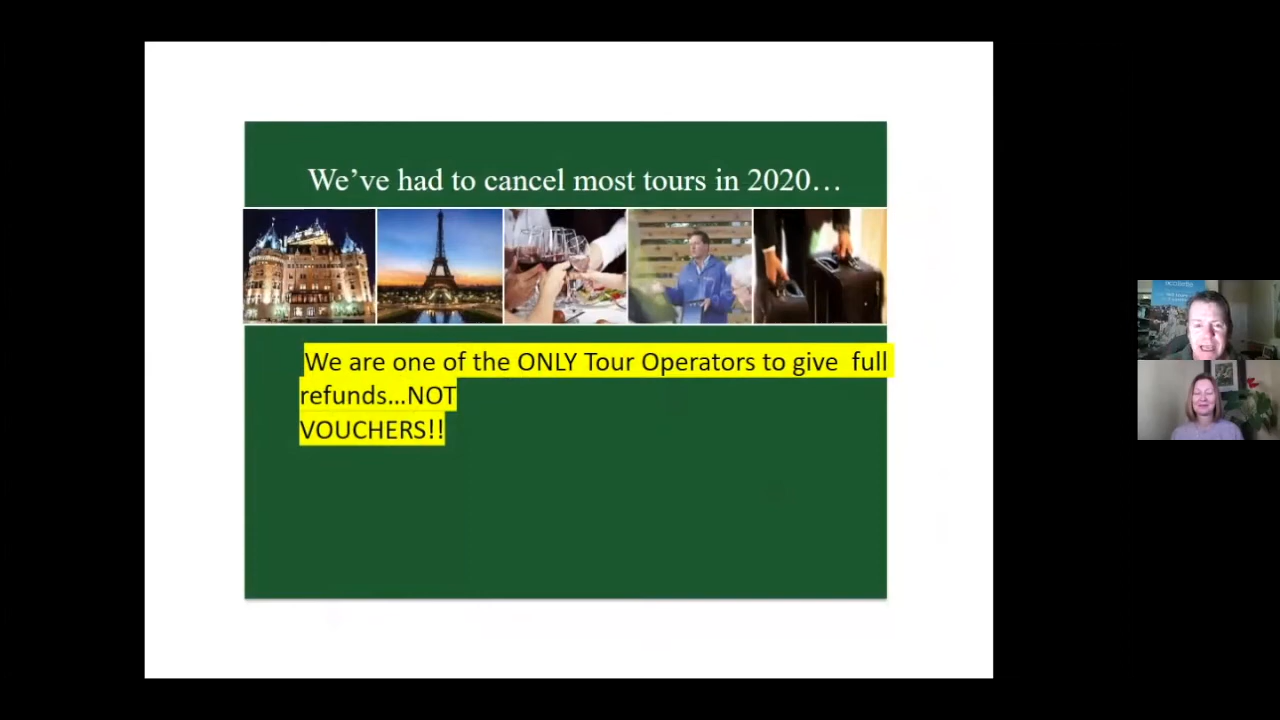 We’ve had to cancel most tours in 2020…
We are one of the ONLY Tour Operators to give  full
refunds…NOT
VOUCHERS!!